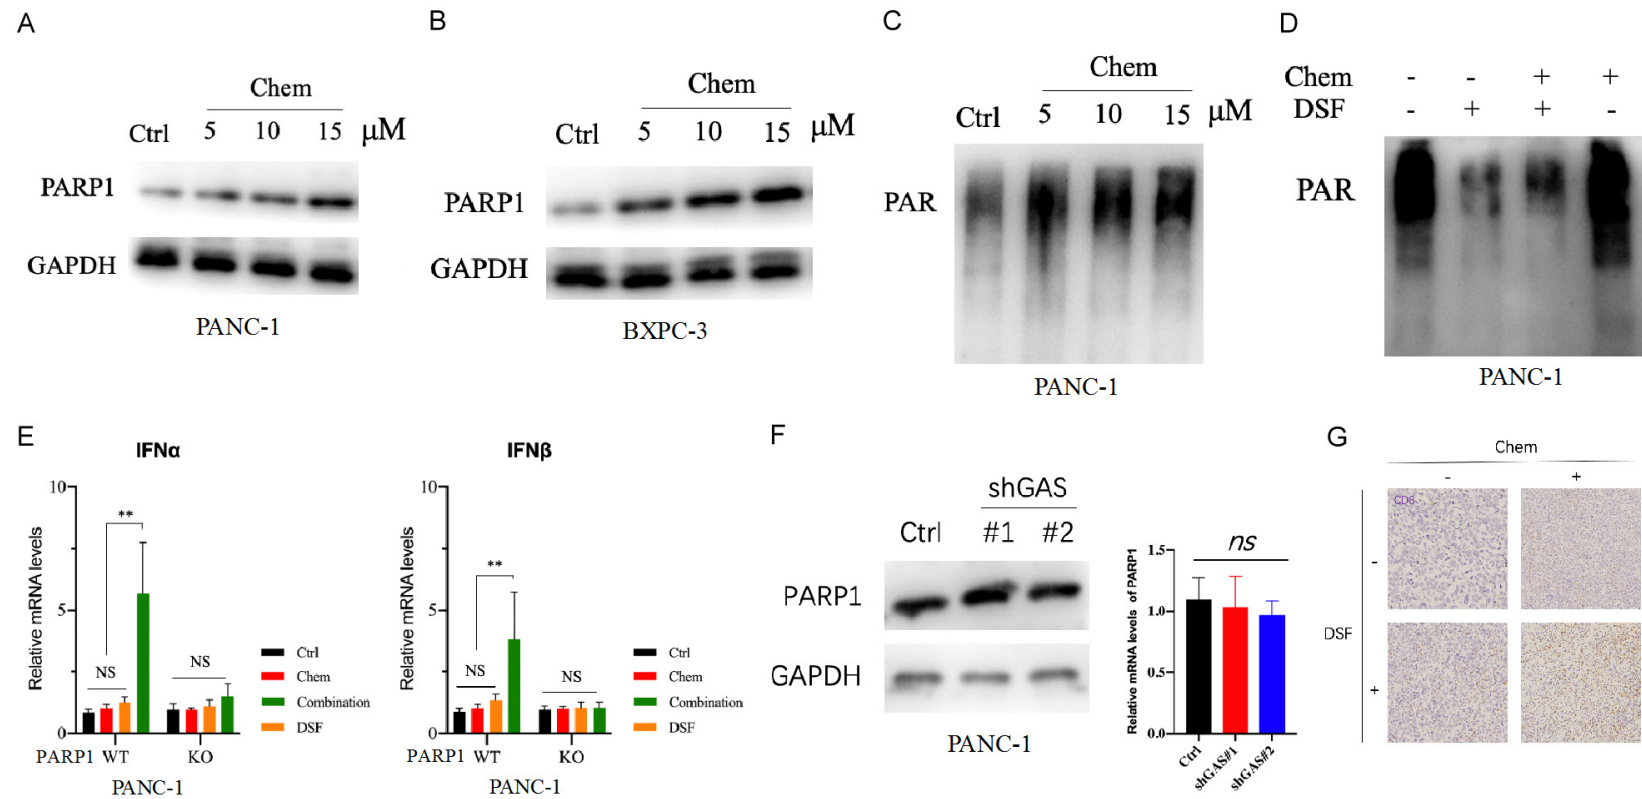 A
Chem
Ctrl 5 10 15 μM
PARP1
GAPDH
PANC-1
B
Chem
Ctrl 5 10 15 μM
PARP1
GAPDH
BXPC-3
C
Chem
Ctrl 5 10 15 μM
PAR
PANC-1
D
Chem - - + +
DSF - + + -
PAR
PANC-1
E
IFNα
Relative mRNA levels
10
5
0
**
NS
NS
Ctrl
Chem
Combination
DSF
PARP1 WT KO
PANC-1
IFNβ
Relative mRNA levels
10
5
0
**
NS
NS
Ctrl
Chem
Combination
DSF
PARP1 WT KO
PANC-1
F
shGAS
Ctrl #1 #2
PARP1
GAPDH
PANC-1
Relative mRNA levels of PARP1
1.5
1.0
0.5
0.0
ns
Ctrl
shGAS#1
shGAS#2
G
Chem
- +
CD8
DSF
-
+